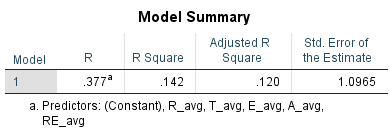 Model Summary
Model R R Square Adjusted R Square Std. Error of the Estimate
1 .377a .142 .120 1.0965
a. Predictors: (Constant), R_avg, T_avg, E_avg, A_avg,
RE_avg